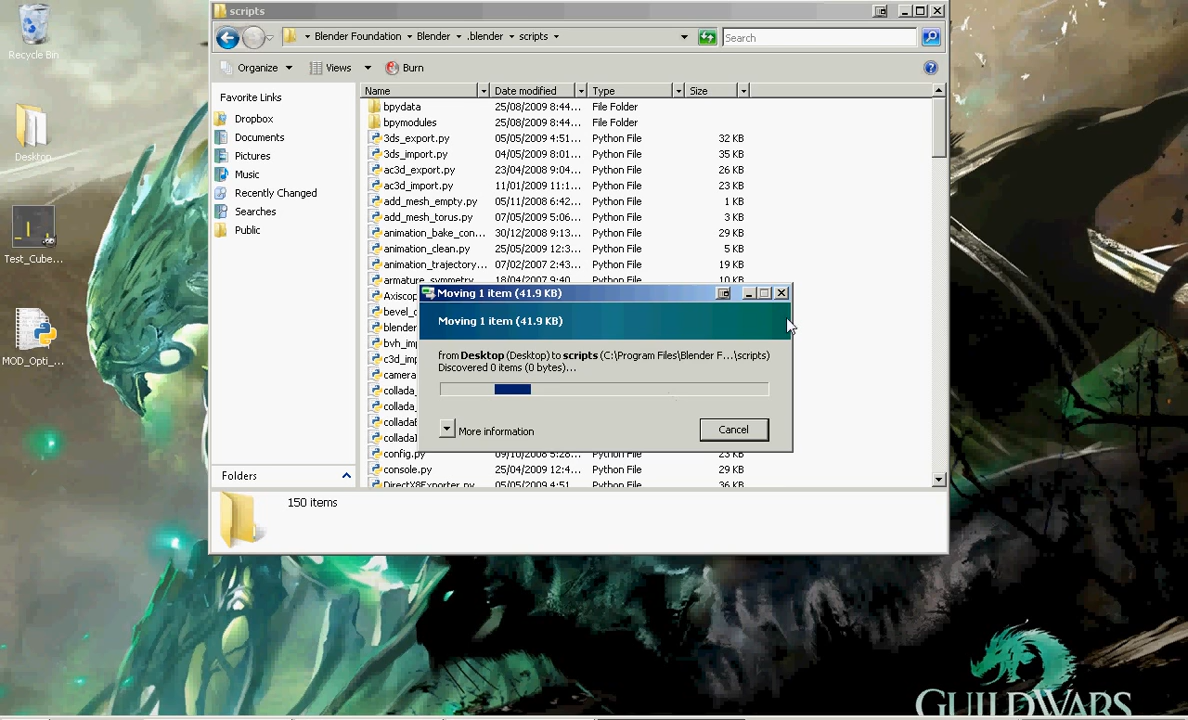 scripts
Recycle Bin
Desktop
Test_Cube...
MOD_Opti_...
Blender Foundation Blender .blender scripts
Search
Organize Views Burn
Favorite Links
Dropbox
Documents
Pictures
Music
Recently Changed
Searches
Public
Folders
Name Date modified Type Size
bpydata 25/08/2009 8:44... File Folder
bpymodules 25/08/2009 8:44... File Folder
3ds_export.py 05/05/2009 4:51... Python File 32 KB
3ds_import.py 04/05/2009 8:01... Python File 35 KB
ac3d_export.py 23/04/2008 9:04... Python File 26 KB
ac3d_import.py 11/01/2009 11:1... Python File 23 KB
add_mesh_empty.py 05/11/2008 6:42... Python File 1 KB
add_mesh_torus.py 07/05/2009 5:06... Python File 3 KB
animation_bake_con... 30/12/2008 9:13... Python File 29 KB
animation_clean.py 25/05/2009 12:3... Python File 5 KB
animation_trajectory... 07/02/2007 2:43... Python File 19 KB
armature_symmetry 18/04/2007 9:40 Python File 10 KB
Axiscop
bevel_c
blender
bvh_imp
c3d_imp
camera
collada_
collada_
colladaE
colladaI
config.py 09/10/2008 5:28... Python File 23 KB
console.py 25/04/2009 12:4... Python File 29 KB
DirectX8Exporter.py 05/05/2009 4:51 Python File 36 KB
Moving 1 item (41.9 KB)
Moving 1 item (41.9 KB)
from Desktop (Desktop) to scripts (C:\Program Files\Blender F...\scripts)
Discovered 0 items (0 bytes)...
More information
Cancel
150 items
GUILDWARS